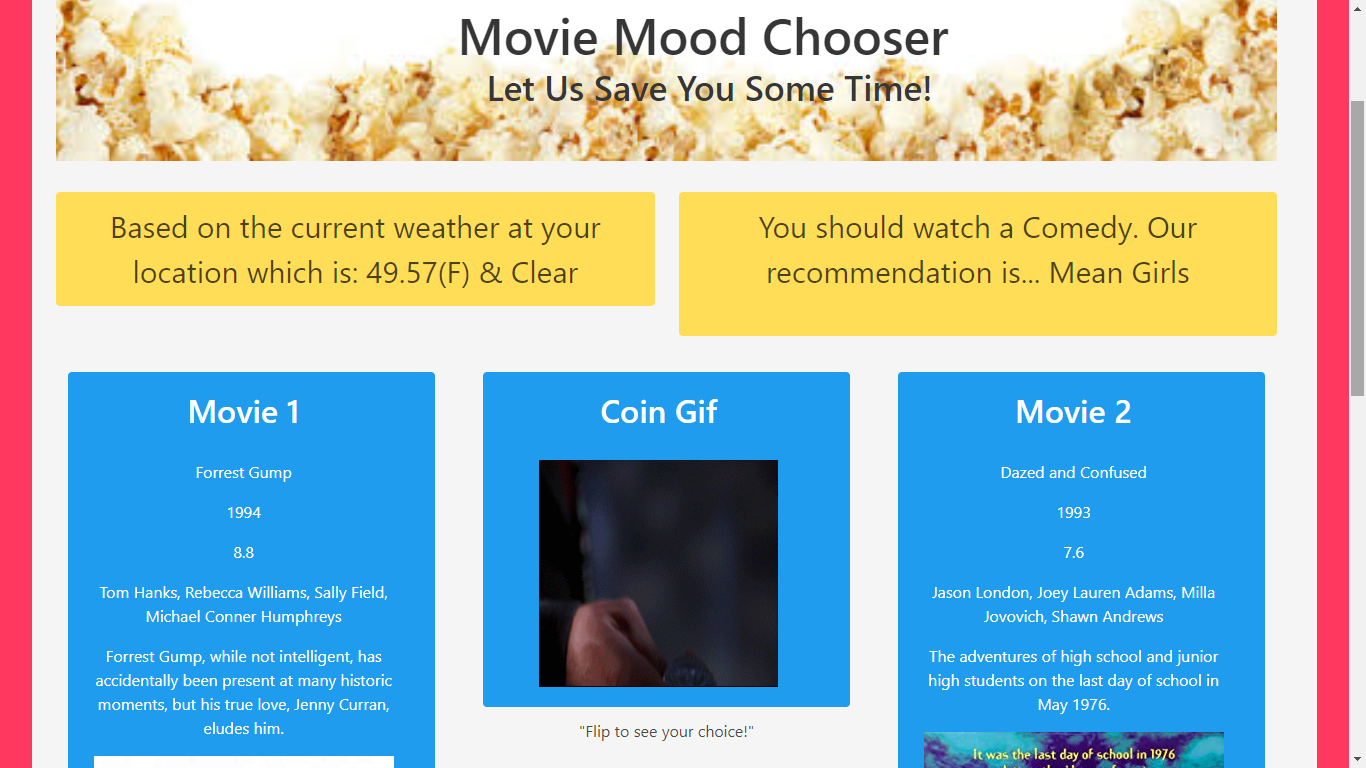 Movie Mood Chooser
Let Us Save You Some Time!
Based on the current weather at your
location which is: 49.57(F) & Clear
You should watch a Comedy. Our
recommendation is... Mean Girls
Movie 1
Forrest Gump
1994
8.8
Tom Hanks, Rebecca Williams, Sally Field,
Michael Conner Humphreys
Forrest Gump, while not intelligent, has
accidentally been present at many historic
moments, but his true love, Jenny Curran,
eludes him.
Coin Gif
"Flip to see your choice!"
Movie 2
Dazed and Confused
1993
7.6
Jason London, Joey Lauren Adams, Milla
Jovovich, Shawn Andrews
The adventures of high school and junior
high students on the last day of school in
May 1976.
It was the last day of school in 1976